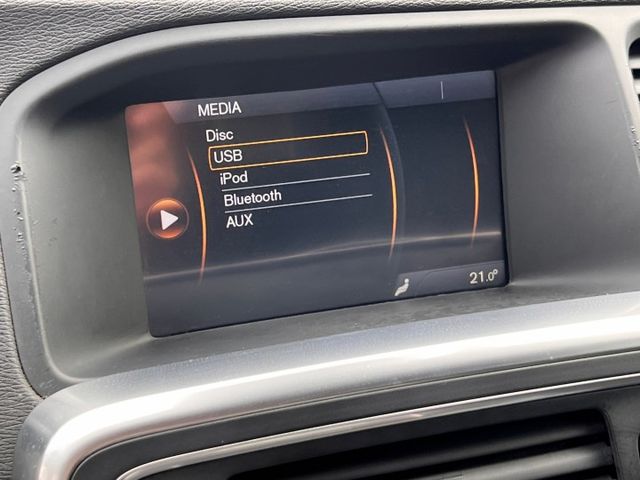 MEDIA
Disc
USB
iPod
Bluetooth
AUX
21.0°